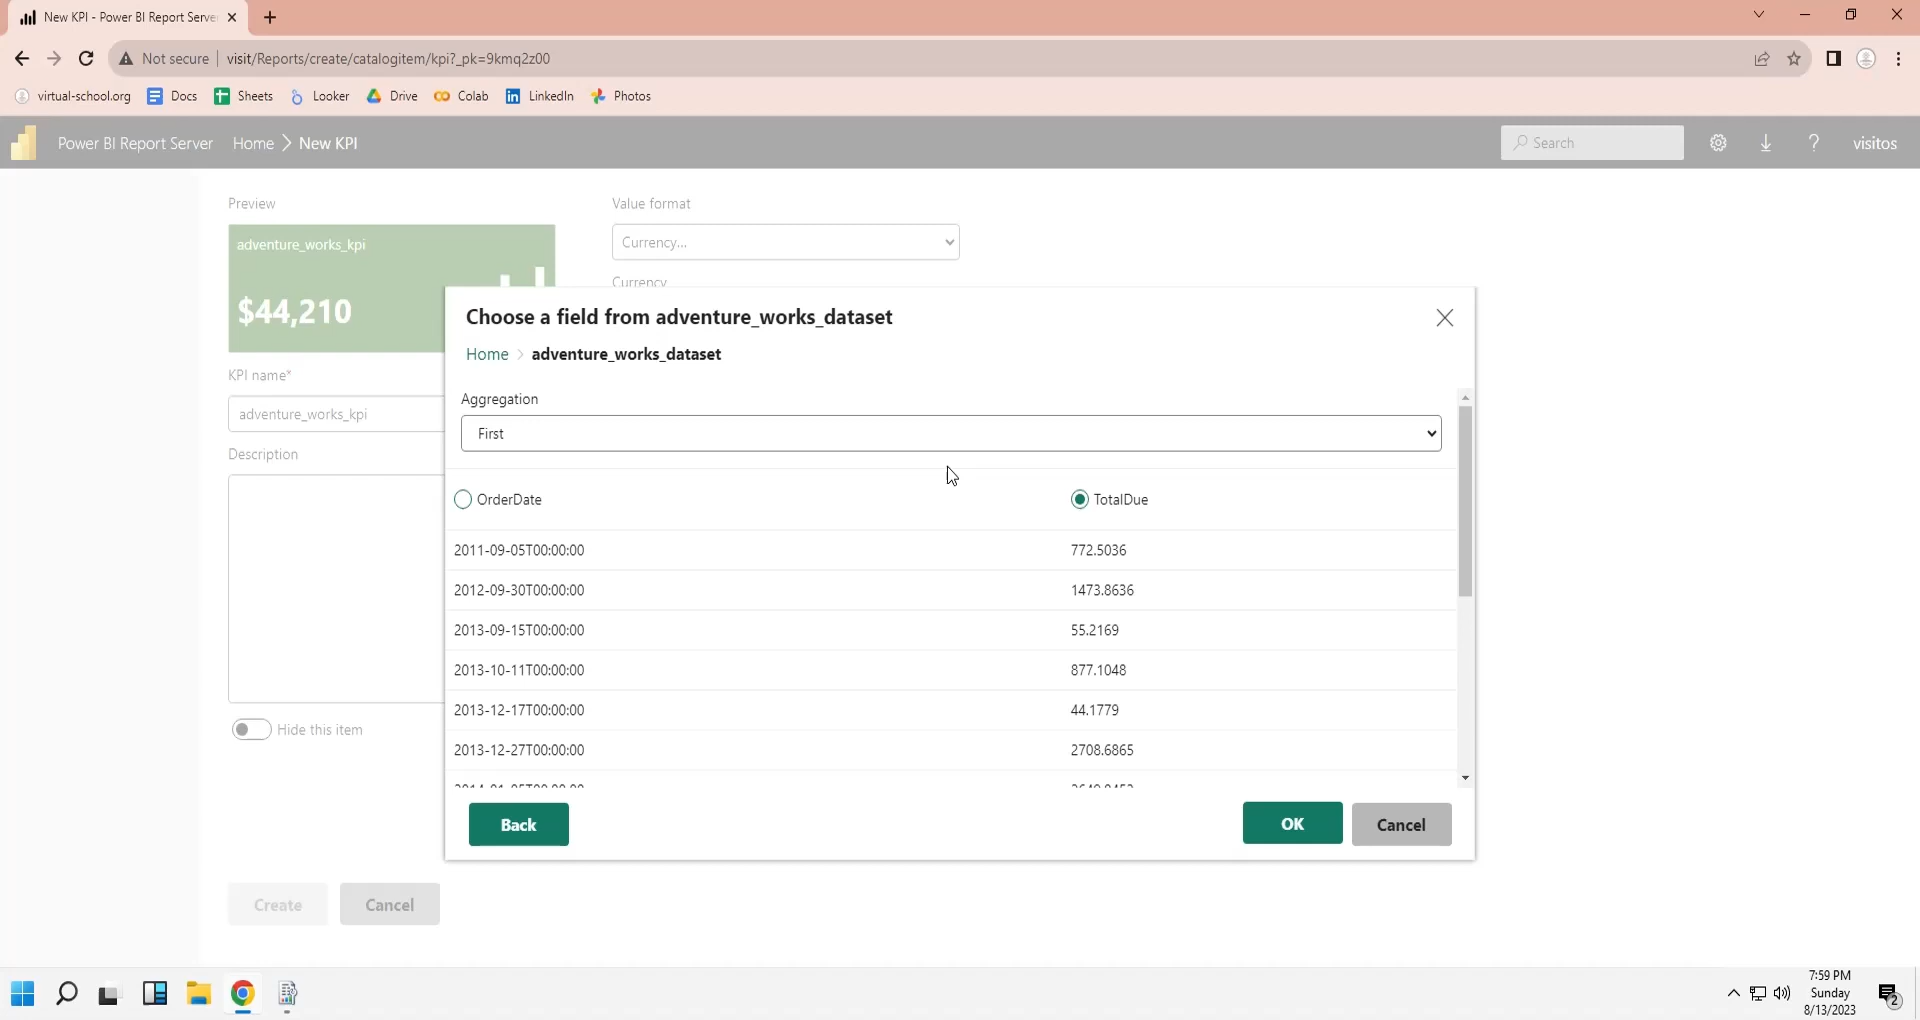 New KPI - Power BI Report Serve
Not secure
visit/Reports/create/catalogitem/kpi?_pk=9kmq2z00
virtual-school.org
Docs
Sheets
Looker
Drive
Colab
LinkedIn
Photos
Power BI Report Server
Home
New KPI
Search
?
visitos
Preview
Value format
adventure_works_kpi
Currency...
Currency
$44,210
Choose a field from adventure_works_dataset
Home
adventure_works_dataset
KPI name*
adventure_works_kpi
Aggregation
First
Description
OrderDate
TotalDue
2011-09-05T00:00:00
772.5036
2012-09-30T00:00:00
1473.8636
2013-09-15T00:00:00
55.2169
2013-10-11T00:00:00
877.1048
2013-12-17T00:00:00
44.1779
Hide this item
2013-12-27T00:00:00
2708.6865
Back
OK
Cancel
Create
Cancel
7:59 PM
Sunday
8/13/2023
2